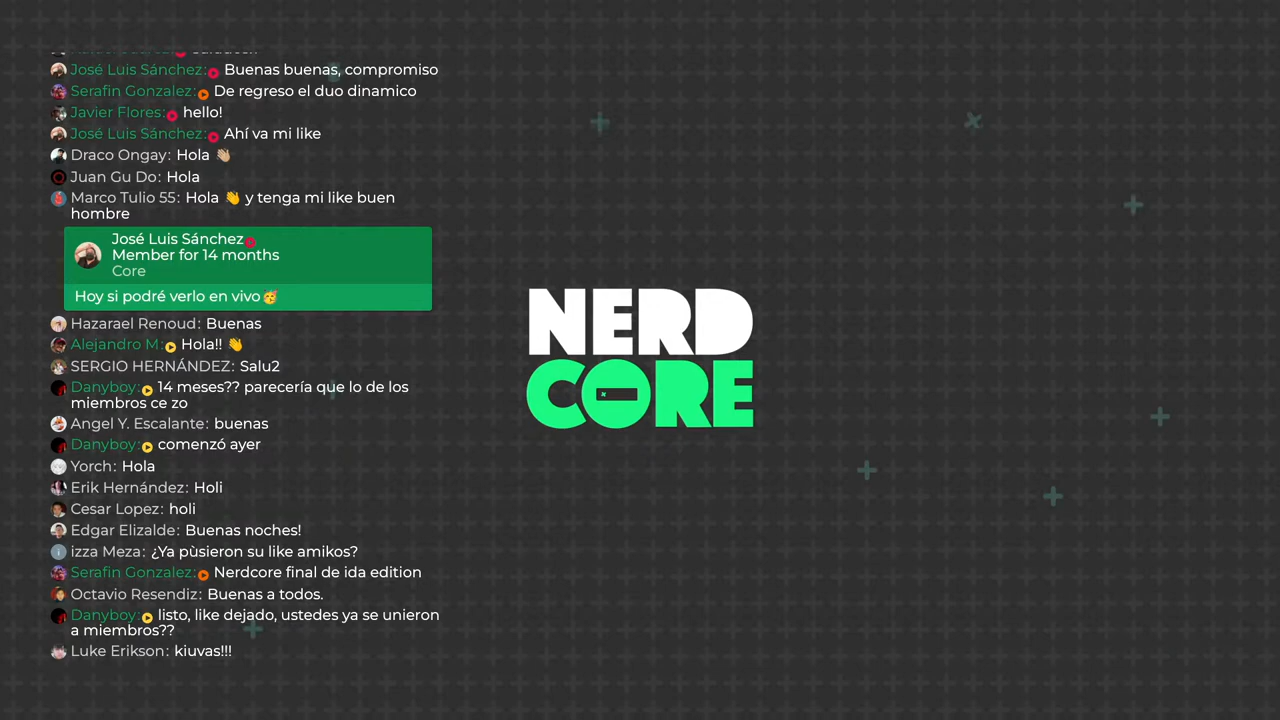 José Luis Sánchez: Buenas buenas, compromiso
Serafin Gonzalez: De regreso el duo dinamico
Javier Flores: hello!
José Luis Sánchez: Ahí va mi like
Draco Ongay: Hola 👋🏼
Juan Gu Do: Hola
Marco Tulio 55: Hola 👋 y tenga mi like buen
hombre
José Luis Sánchez
Member for 14 months
Core
Hoy si podré verlo en vivo🥳
Hazarael Renoud: Buenas
Alejandro M: Hola!! 👋
SERGIO HERNÁNDEZ: Salu2
Danyboy: 14 meses?? parecería que lo de los
miembros ce zo
Angel Y. Escalante: buenas
Danyboy: comenzó ayer
Yorch: Hola
Erik Hernández: Holi
Cesar Lopez: holi
Edgar Elizalde: Buenas noches!
izza Meza: ¿Ya pùsieron su like amikos?
Serafin Gonzalez: Nerdcore final de ida edition
Octavio Resendiz: Buenas a todos.
Danyboy: listo, like dejado, ustedes ya se unieron
a miembros??
Luke Erikson: kiuvas!!!
NERD
CORE